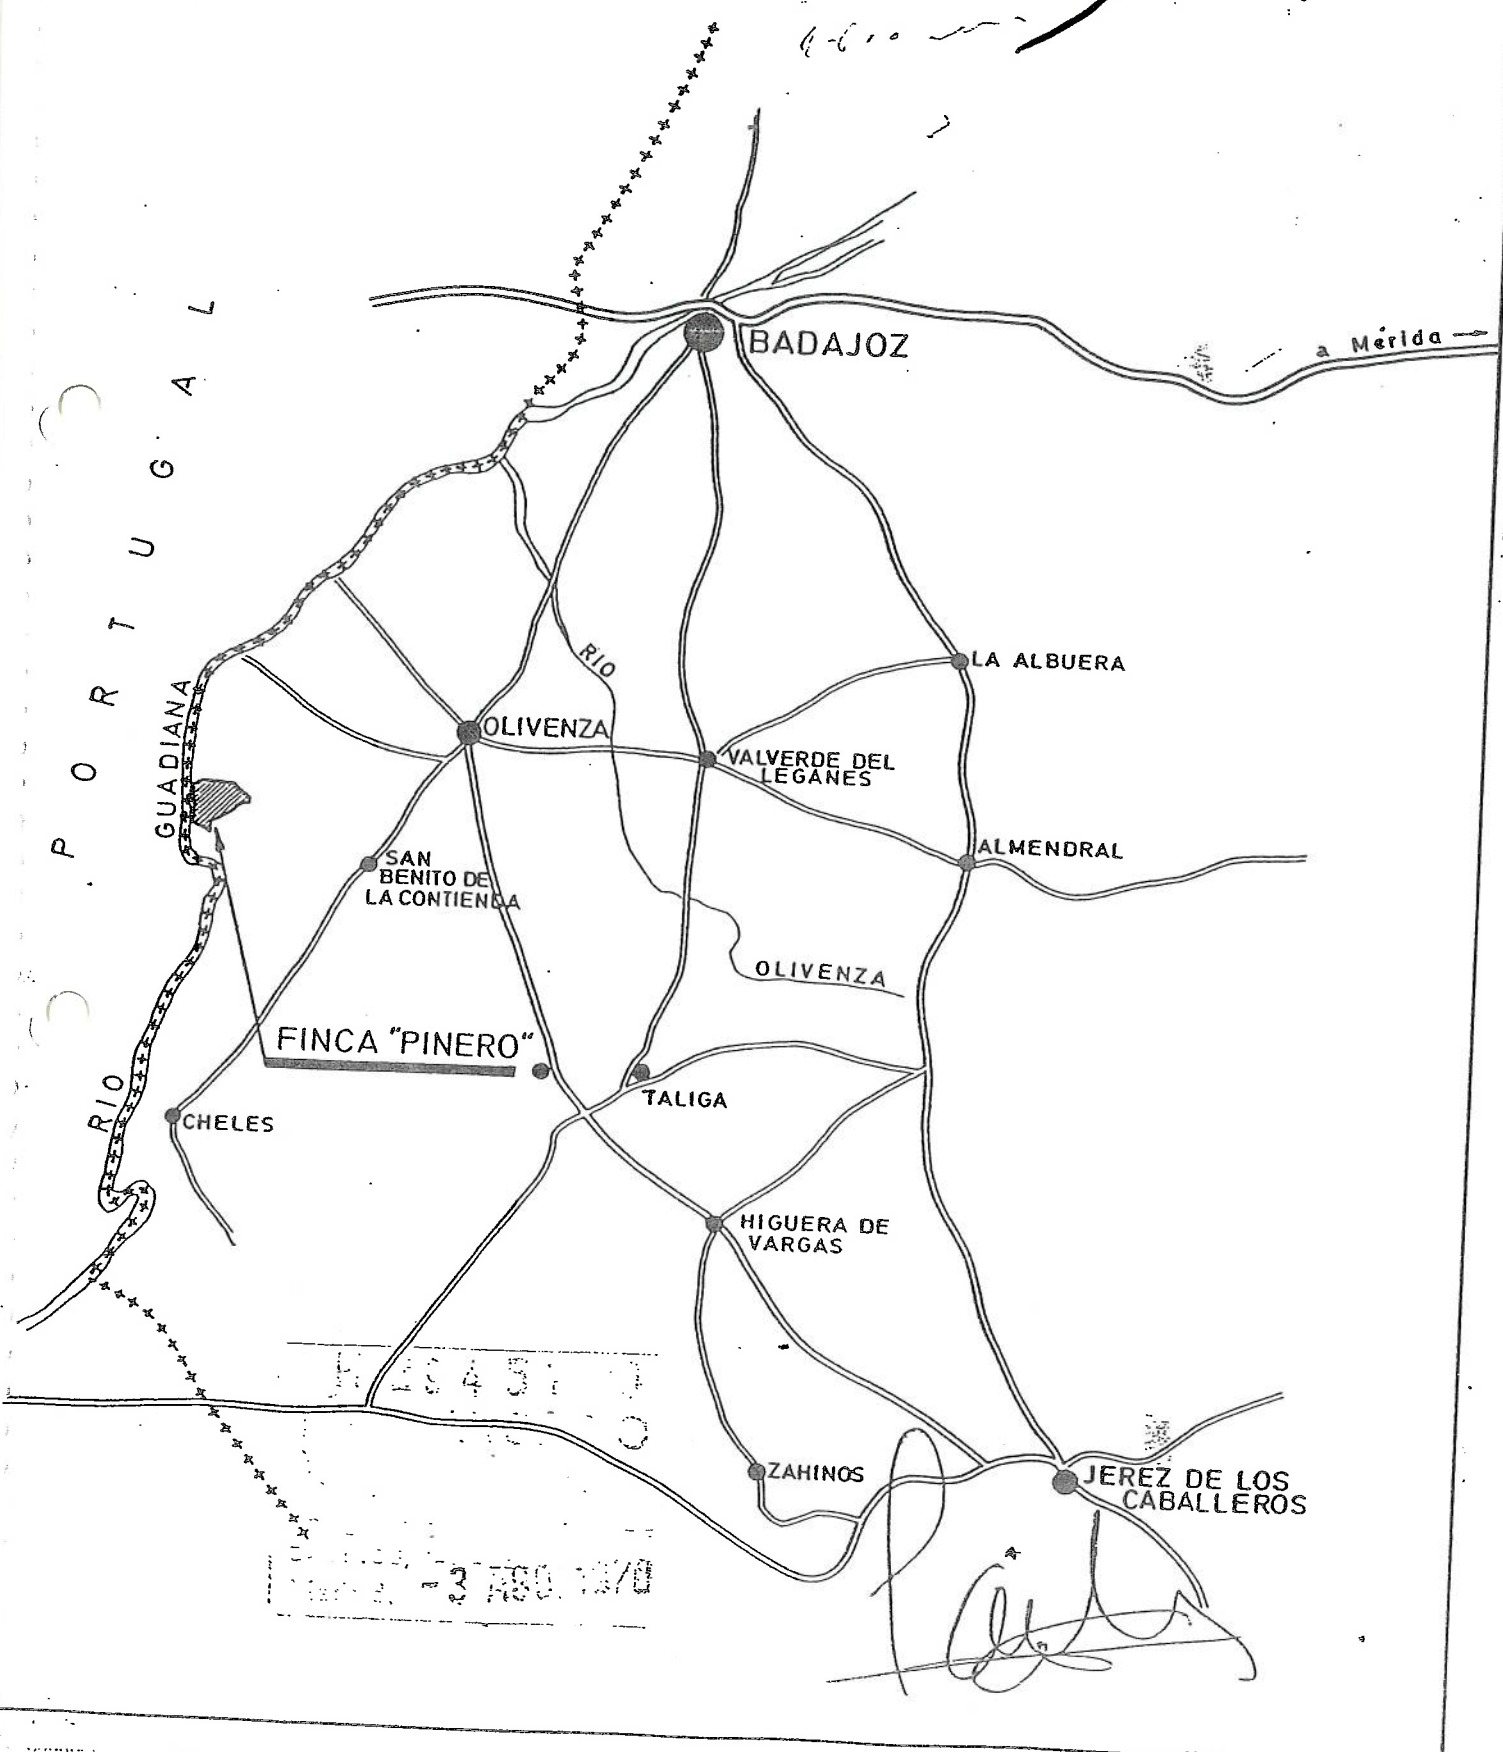 BADAJOZ
a Mérida
PORTUGAL
RIO
LA ALBUERA
GUADIANA
OLIVENZA
VALVERDE DEL
LEGANES
SAN
BENITO DE
LA CONTIENDA
ALMENDRAL
OLIVENZA
FINCA "PINERO"
TALIGA
RIO
CHELES
HIGUERA DE
VARGAS
ZAHINOS
JEREZ DE LOS
CABALLEROS